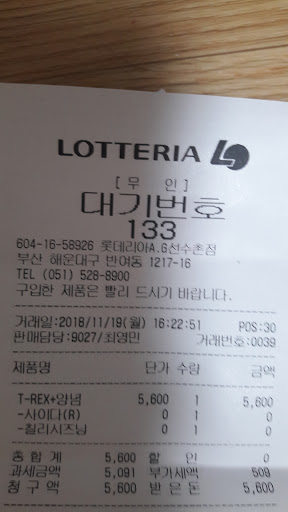 LOTTERIA
[무 인]
대기번호
133
604-16-58926 롯데리아A.G선수촌점
부산 해운대구 반여동 1217-16
TEL (051) 528-8900
구입한 제품은 빨리 드시기 바랍니다.
거래일:2018/11/19(월) 16:22:51 POS:30
판매담당:9027/최영민 거래번호:0039
제품명 단가 수량 금액
T-REX+양념 5,600 1 5,600
-사이다(R) 0 1 0
-칠리시즈닝 0 1 0
총 합 계 5,600 할 인 0
과세금액 5,091 부가세액 509
청 구 액 5,600 받 은 돈 5,600